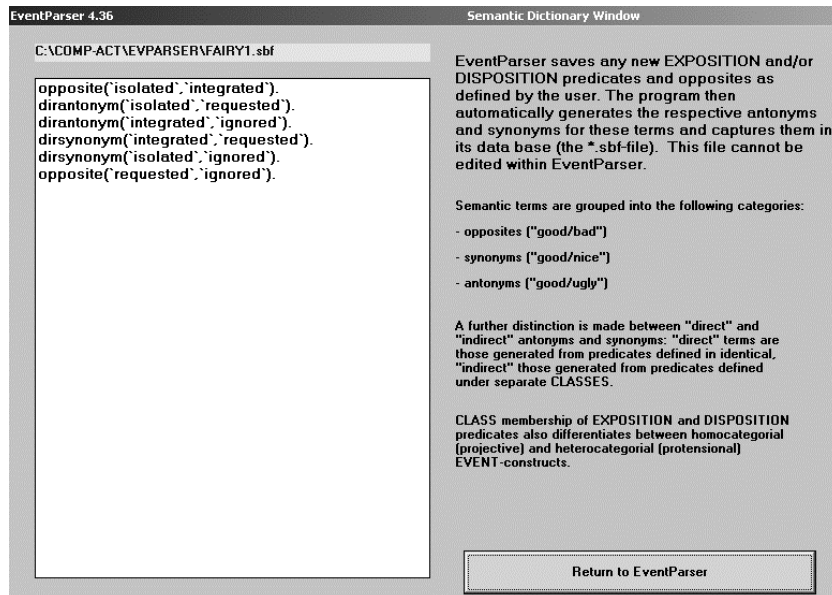 EventParser 4.36
Semantic Dictionary Window
C:\COMP-ACT\EVPARSER\FAIRY1.sbf
opposite(`isolated`,`integrated`).
dirantonym(`isolated`,`requested`).
dirantonym(`integrated`,`ignored`).
dirsynonym(`integrated`,`requested`).
dirsynonym(`isolated`,`ignored`).
opposite(`requested`,`ignored`).
EventParser saves any new EXPOSITION and/or
DISPOSITION predicates and opposites as
defined by the user. The program then
automatically generates the respective antonyms
and synonyms for these terms and captures them in
its data base (the *.sbf-file).  This file cannot be
edited within EventParser.
Semantic terms are grouped into the following categories:
- opposites ("good/bad")
- synonyms ("good/nice")
- antonyms ("good/ugly")
A further distinction is made between "direct" and
"indirect" antonyms and synonyms: "direct" terms are
those generated from predicates defined in identical,
"indirect" those generated from predicates defined
under separate CLASSES.
CLASS membership of EXPOSITION and DISPOSITION
predicates also differentiates between homocategorial
(projective) and heterocategorial (protensional)
EVENT-constructs.
Return to EventParser